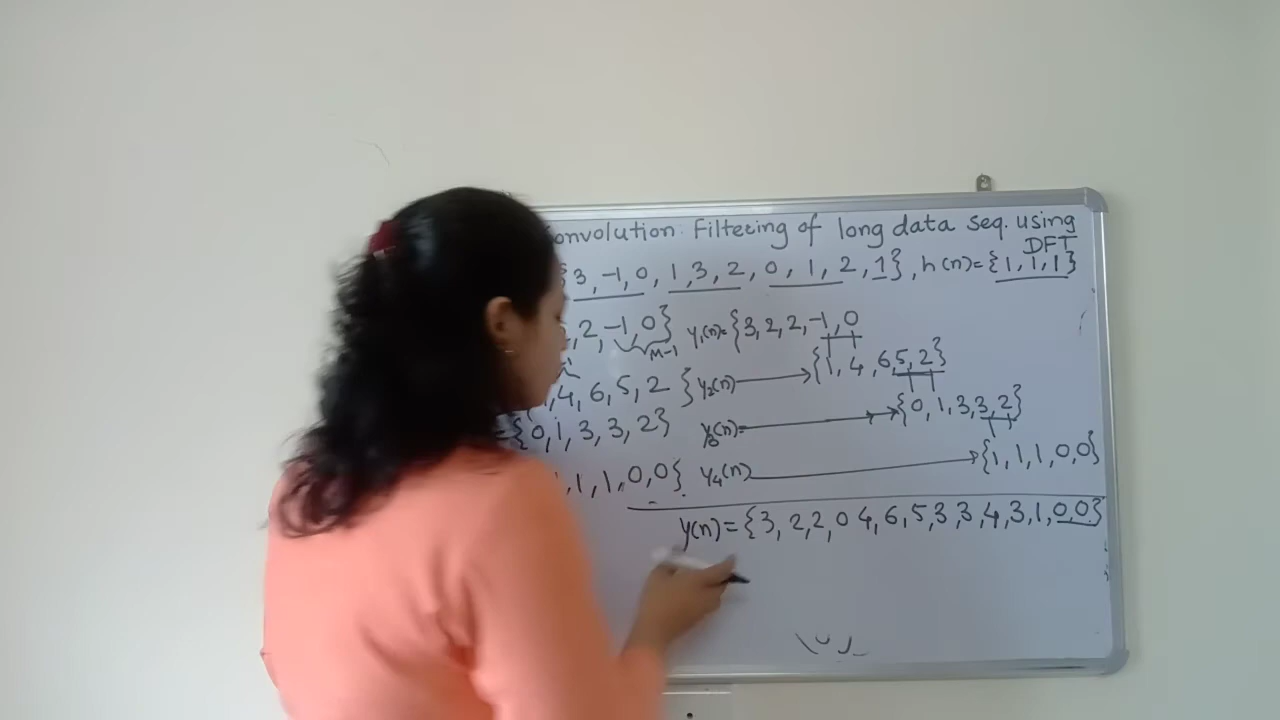 onvolution. Filtering of long data seq. using DFT
3, -1, 0, 1, 3, 2, 0, 1, 2, 1}, h(n)={1, 1, 1}
2, -1, 0} y₁(n)={3, 2, 2, -1, 0
M-1
{1, 4, 6, 5, 2}
4, 6, 5, 2 } y₂(n)
{0, 1, 3, 3, 2}
={0, 1, 3, 3, 2} y₃(n)=
{1, 1, 1, 0, 0}
1, 1, 0, 0}. y₄(n)
y(n)={3, 2, 2, 0 4, 6, 5, 3, 3, 4, 3, 1, 0, 0}